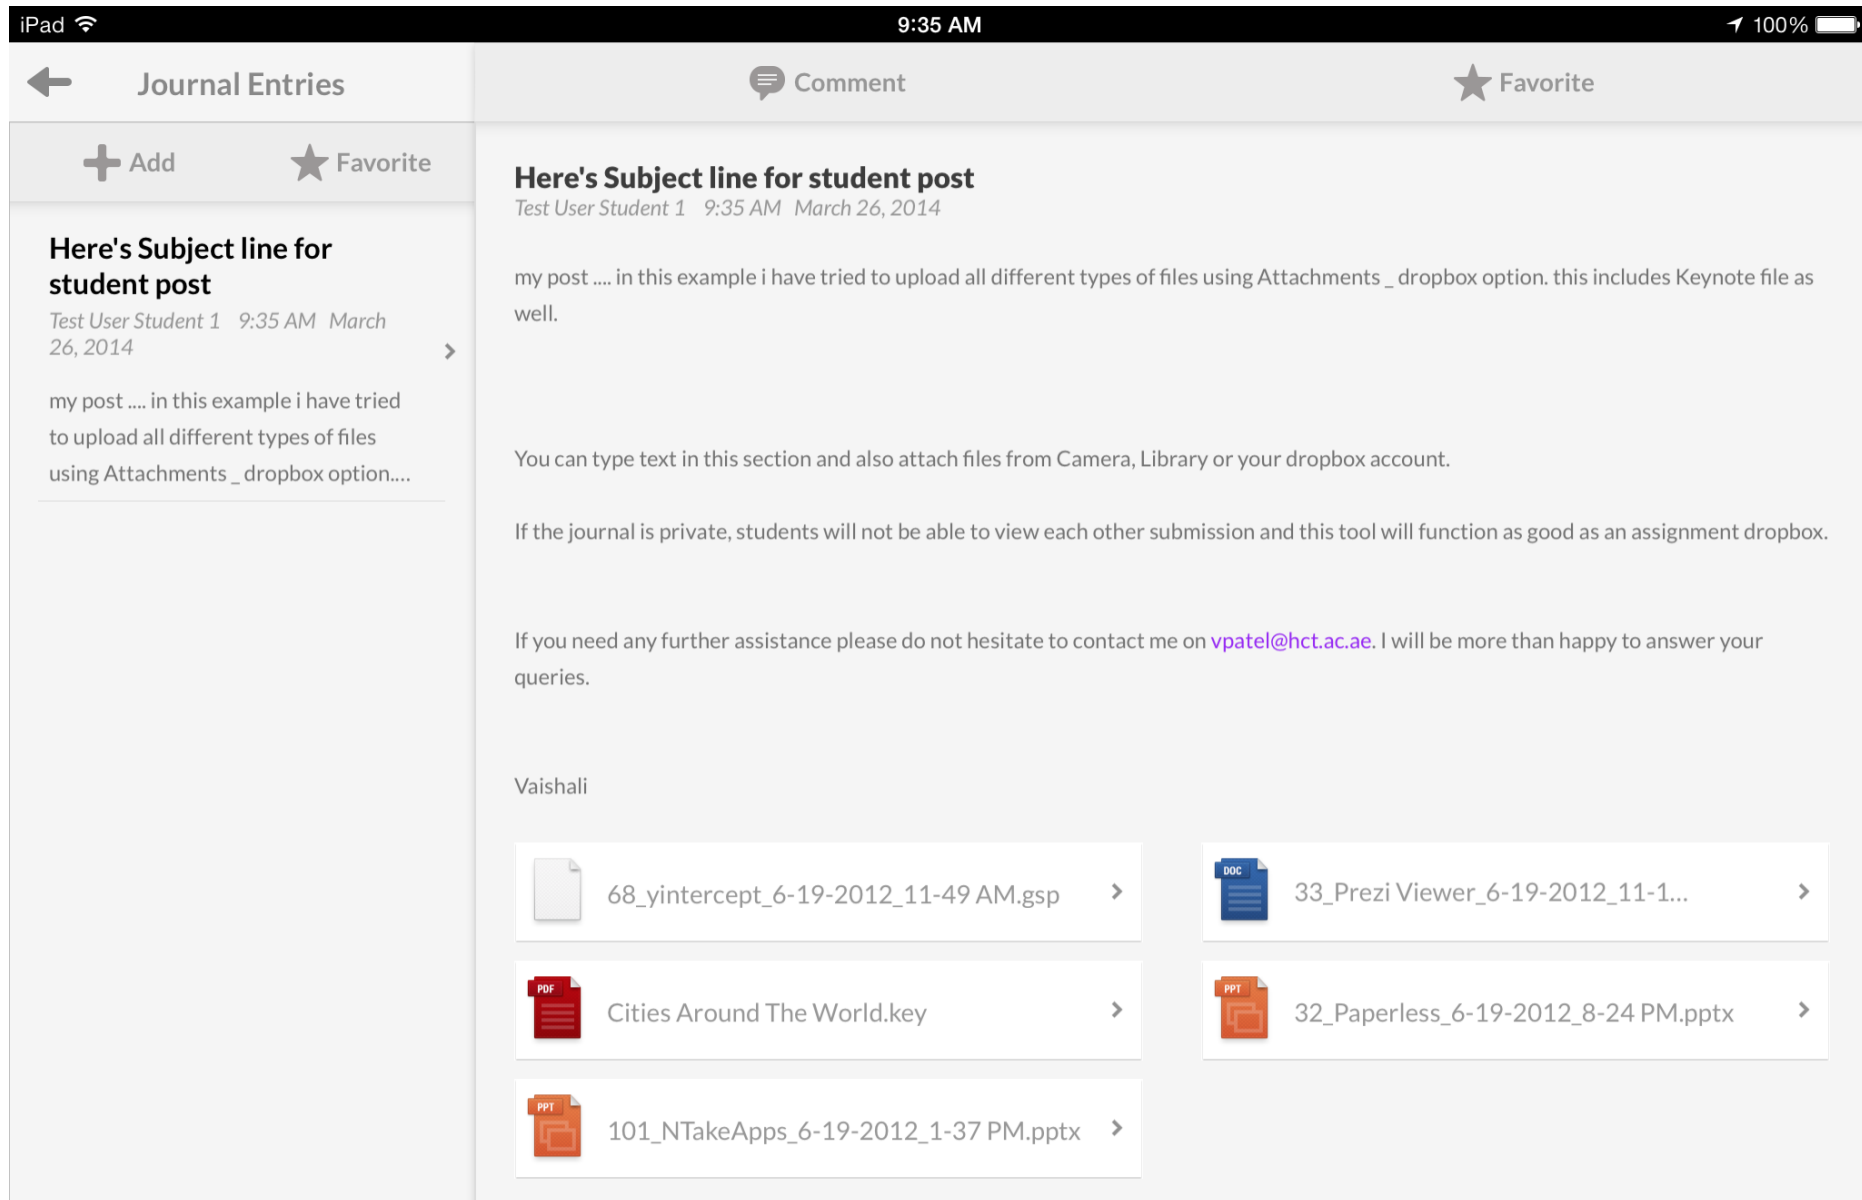 iPad
9:35 AM
100%
Journal Entries
Comment
Favorite
Add
Favorite
Here's Subject line for
student post
Test User Student 1 9:35 AM March
26, 2014
my post .... in this example i have tried
to upload all different types of files
using Attachments _ dropbox option....
Here's Subject line for student post
Test User Student 1 9:35 AM March 26, 2014
my post .... in this example i have tried to upload all different types of files using Attachments _ dropbox option. this includes Keynote file as
well.
You can type text in this section and also attach files from Camera, Library or your dropbox account.
If the journal is private, students will not be able to view each other submission and this tool will function as good as an assignment dropbox.
If you need any further assistance please do not hesitate to contact me on vpatel@hct.ac.ae. I will be more than happy to answer your
queries.
Vaishali
68_yintercept_6-19-2012_11-49 AM.gsp
DOC
33_Prezi Viewer_6-19-2012_11-1...
PDF
Cities Around The World.key
PPT
32_Paperless_6-19-2012_8-24 PM.pptx
PPT
101_NTakeApps_6-19-2012_1-37 PM.pptx